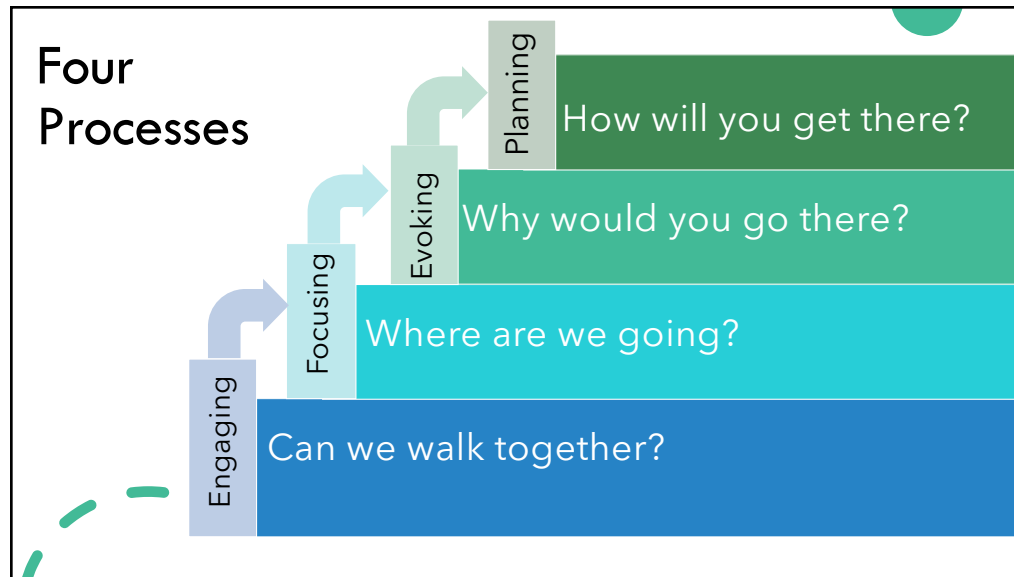 Four
Processes
Planning
How will you get there?
Evoking
Why would you go there?
Focusing
Where are we going?
Engaging
Can we walk together?